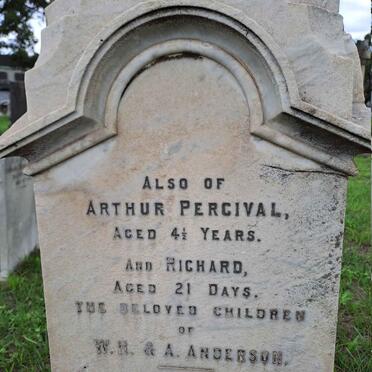 ALSO OF
ARTHUR PERCIVAL,
AGED 4½ YEARS.
AND RICHARD,
AGED 21 DAYS.
THE BELOVED CHILDREN
OF
W. H. & A. ANDERSON.